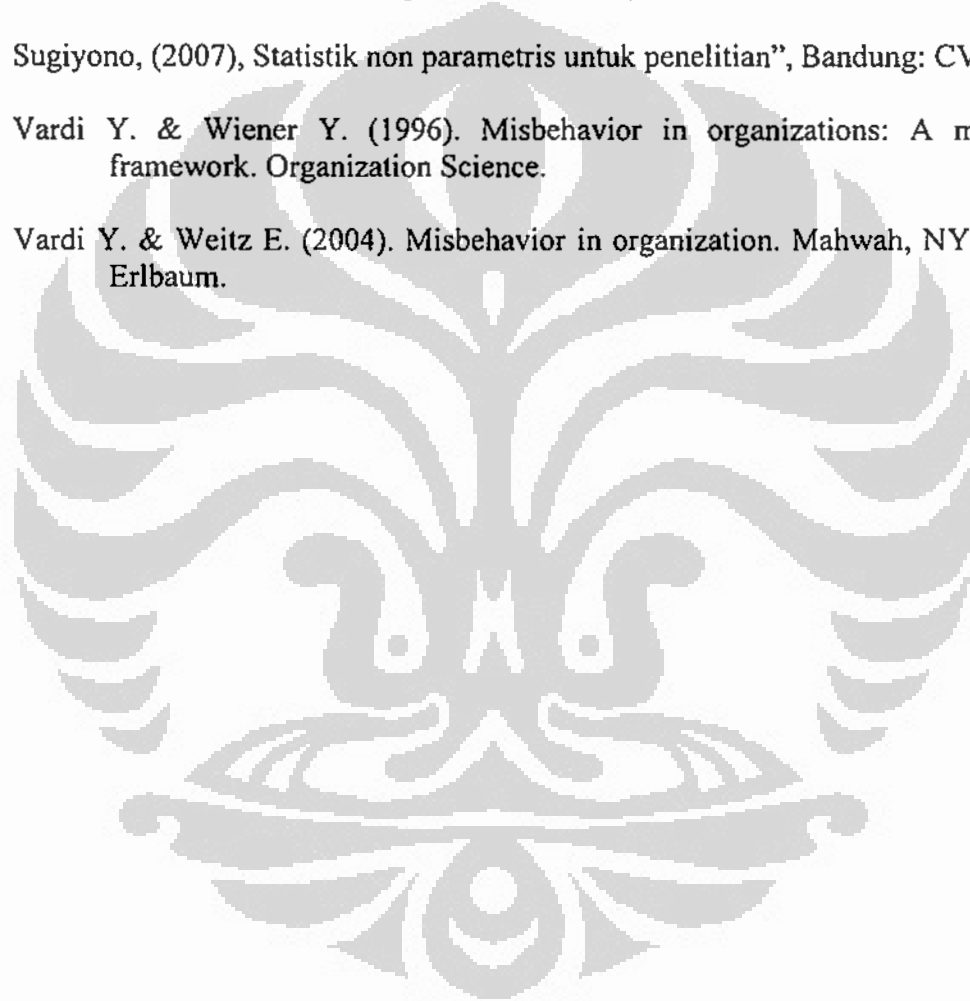 Sugiyono, (2007), Statistik non parametris untuk penelitian”, Bandung: CV
Vardi Y. & Wiener Y. (1996). Misbehavior in organizations: A m
framework. Organization Science.
Vardi Y. & Weitz E. (2004). Misbehavior in organization. Mahwah, NY
Erlbaum.